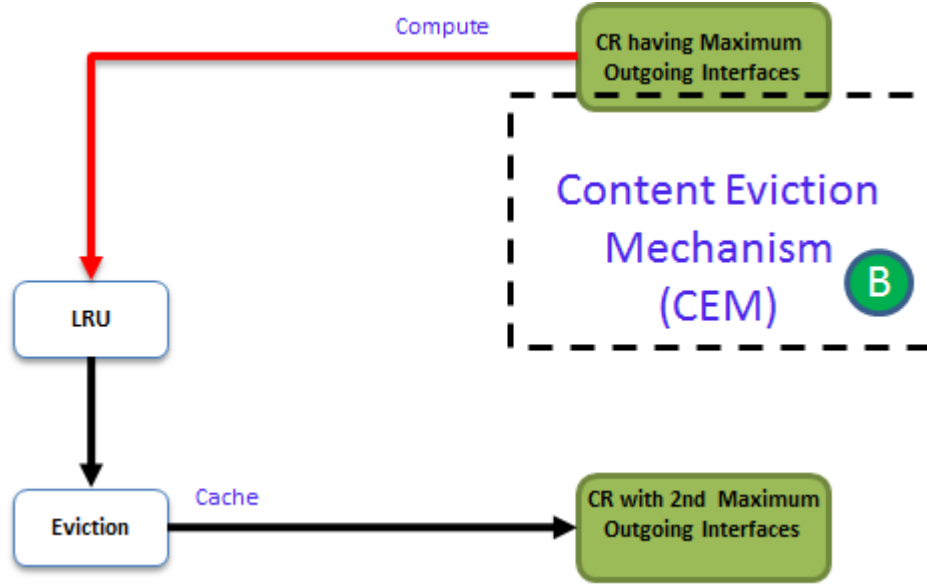 Compute
CR having Maximum
Outgoing Interfaces
Content Eviction
Mechanism
(CEM)
B
LRU
Eviction
Cache
CR with 2nd Maximum
Outgoing Interfaces